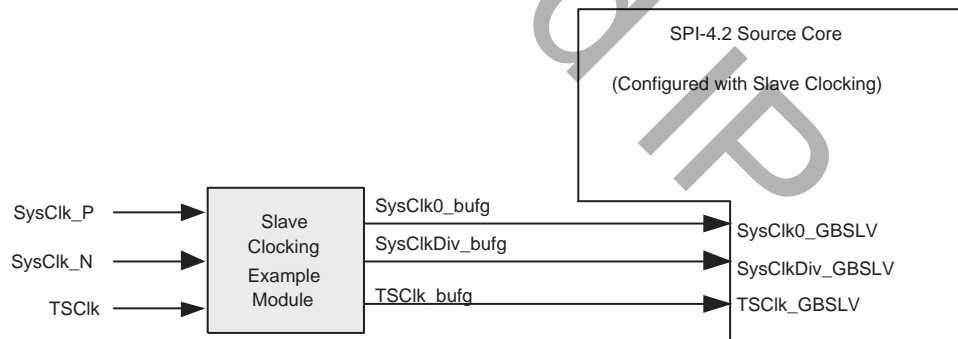 SPI-4.2 Source Core
(Configured with Slave Clocking)
SysClk_P
SysClk_N
TSClk
Slave
Clocking
Example
Module
SysClk0_bufg
SysClkDiv_bufg
TSClk_bufg
SysClk0_GBSLV
SysClkDiv_GBSLV
TSClk_GBSLV
d IP